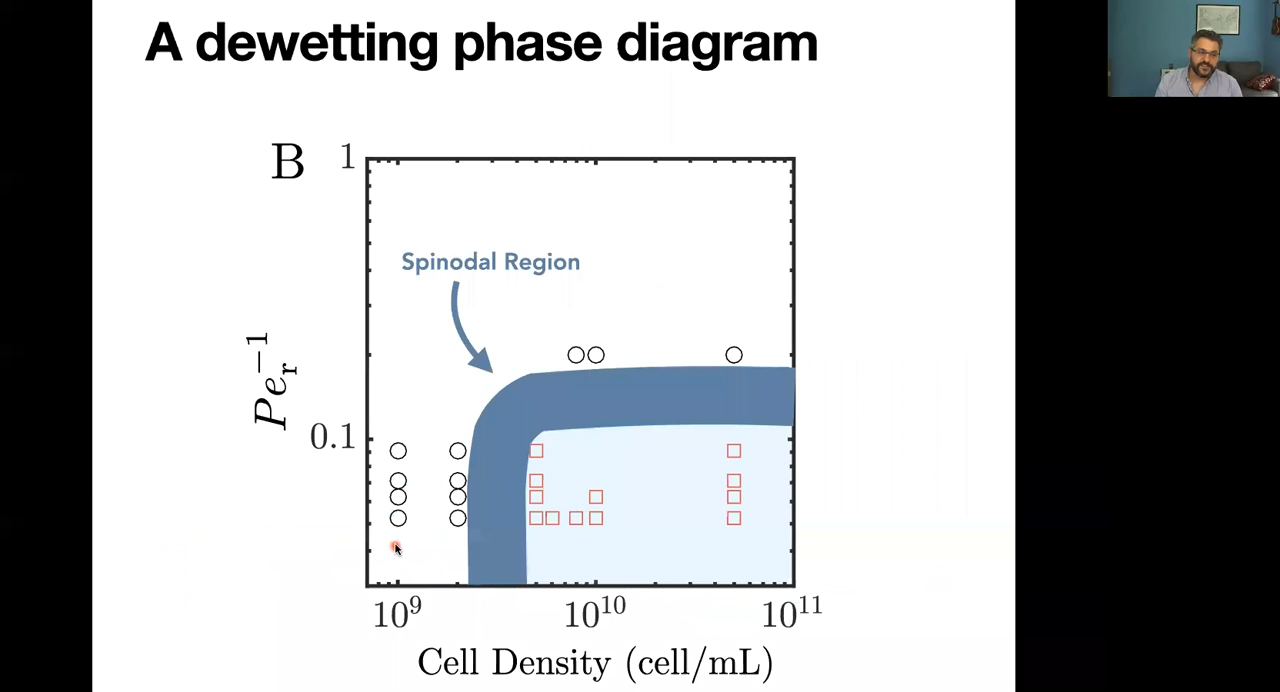 A dewetting phase diagram
B
1
Spinodal Region
Pe_r^{-1}
0.1
10^9 10^10 10^11
Cell Density (cell/mL)